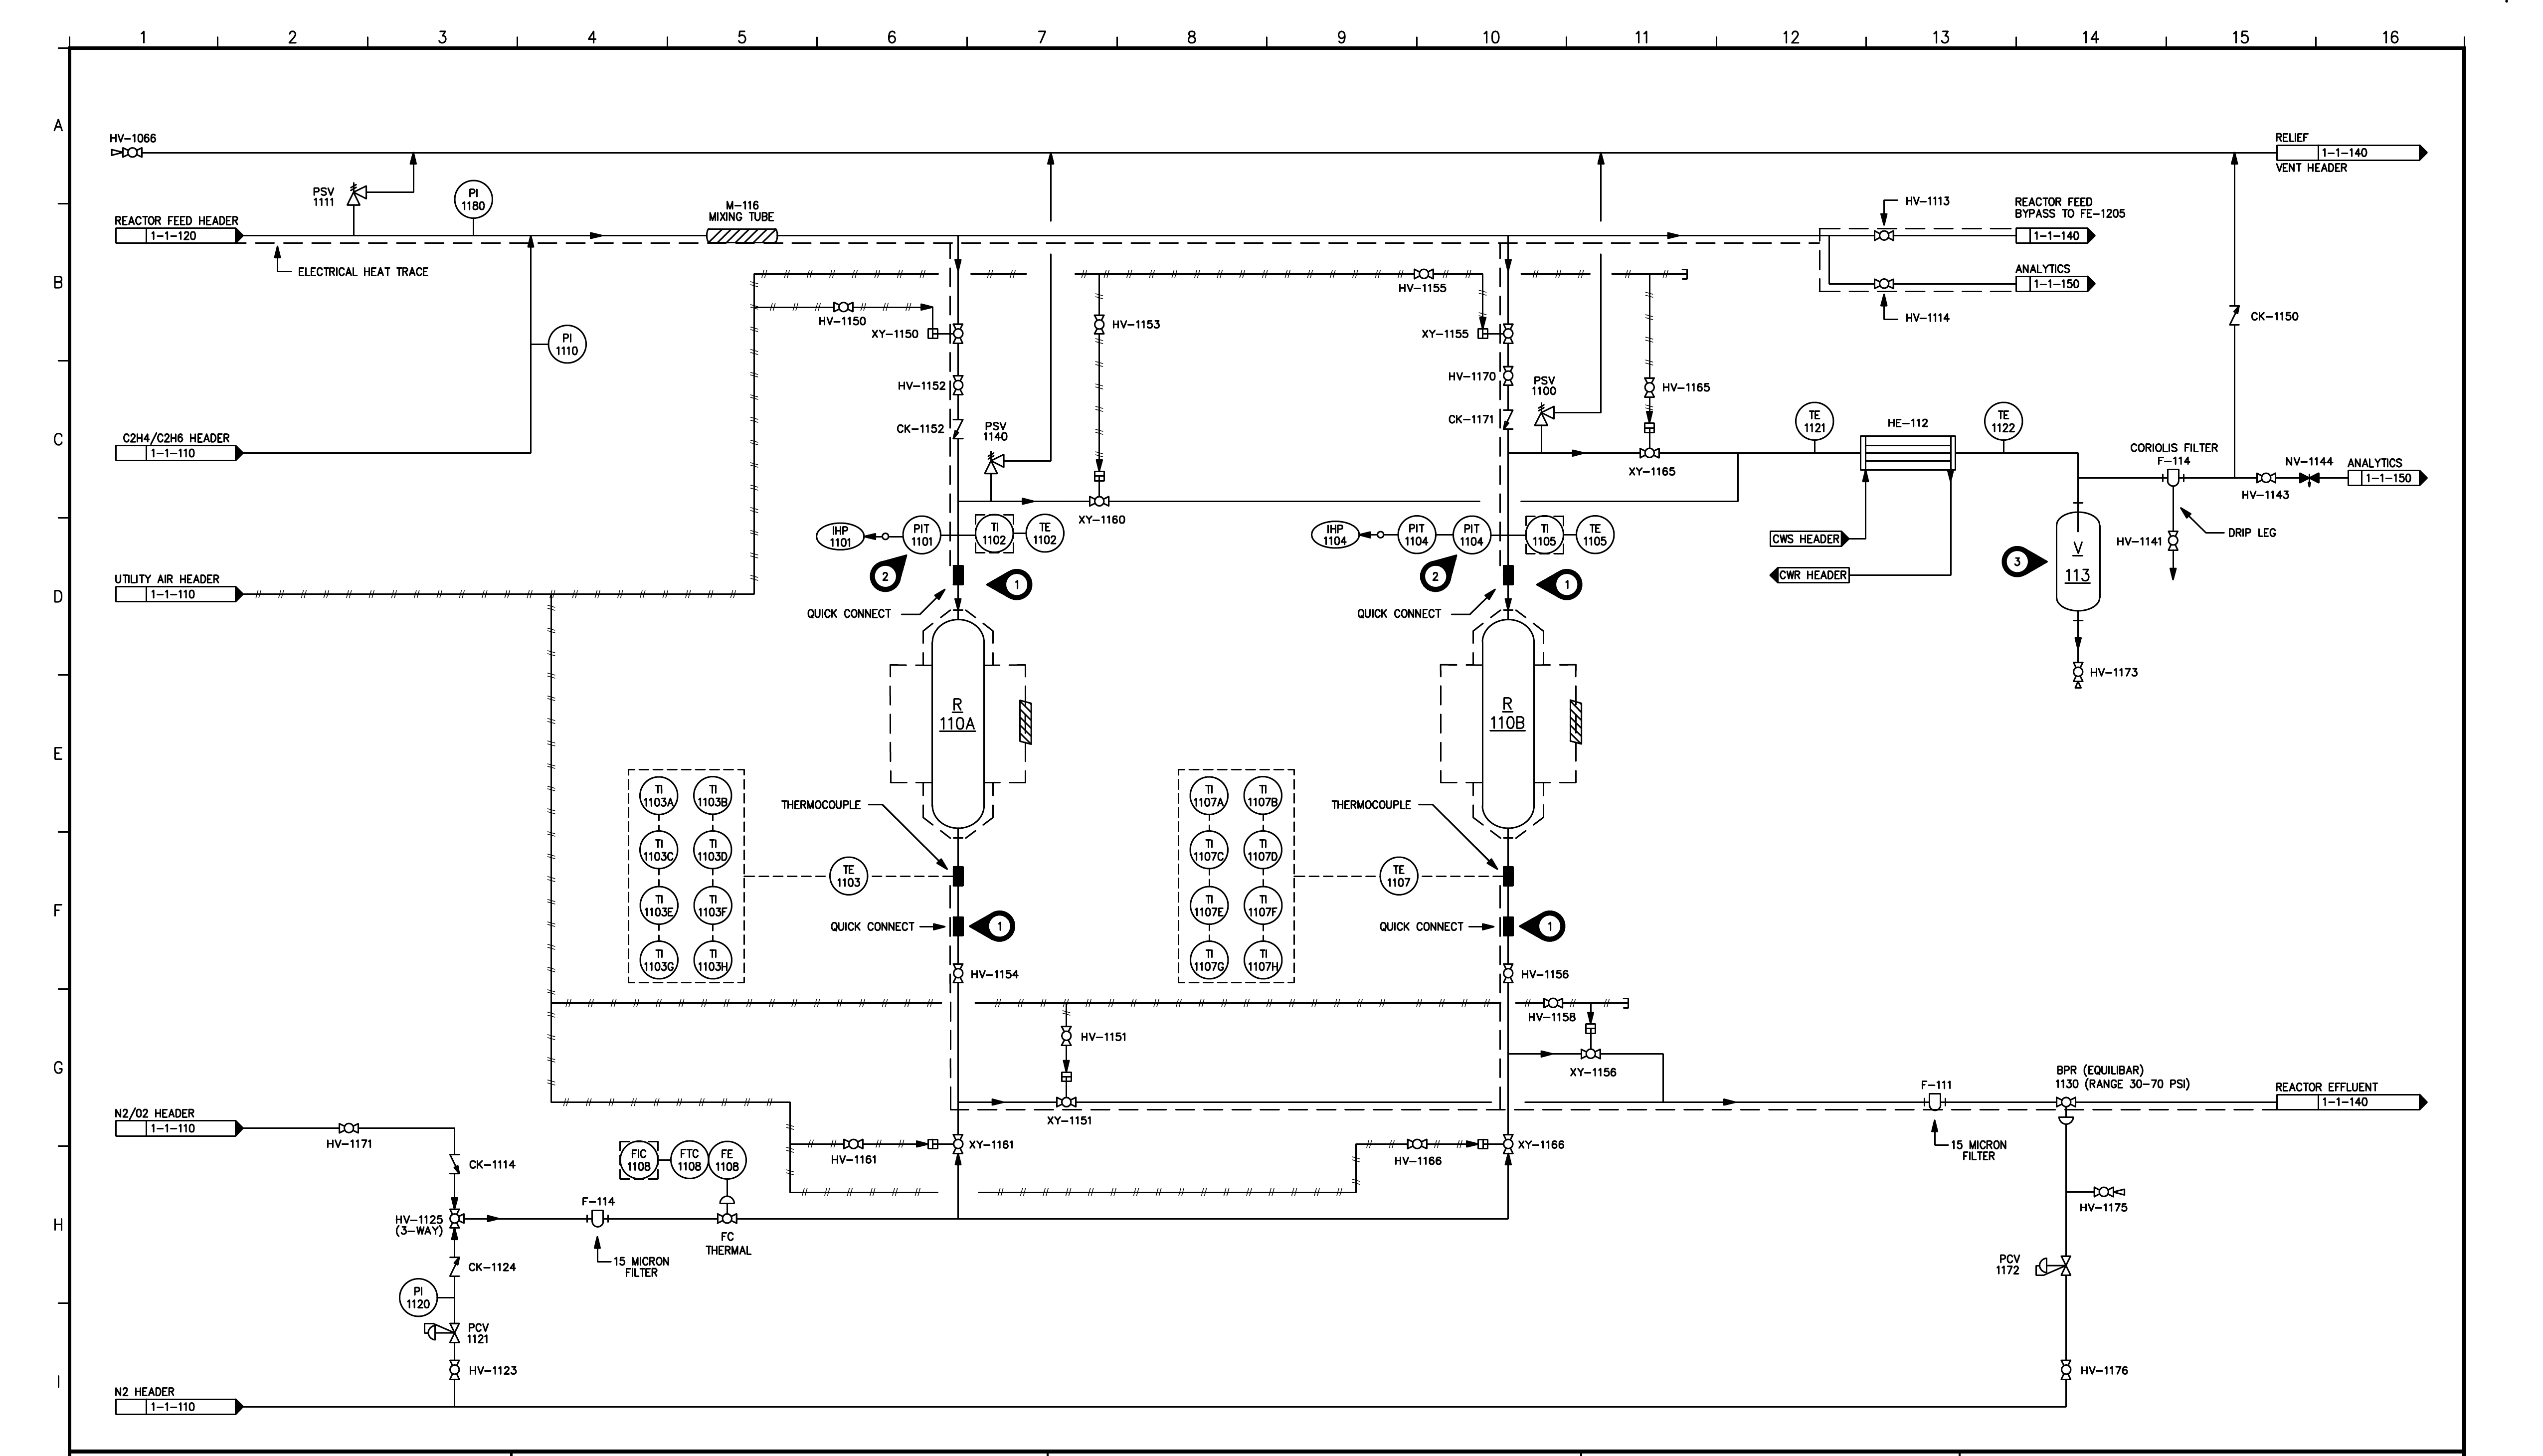 1 2 3 4 5 6 7 8 9 10 11 12 13 14 15 16
A
HV-1066
RELIEF
1-1-140
VENT HEADER
PSV
1111
PI
1180
M-116
MIXING TUBE
REACTOR FEED HEADER
1-1-120
ELECTRICAL HEAT TRACE
HV-1113
REACTOR FEED
BYPASS TO FE-1205
1-1-140
ANALYTICS
1-1-150
HV-1114
B
HV-1150
XY-1150
HV-1153
HV-1155
XY-1155
CK-1150
PI
1110
HV-1152
HV-1170
PSV
1100
HV-1165
CK-1152
PSV
1140
CK-1171
XY-1165
TE
1121
HE-112
TE
1122
C
C2H4/C2H6 HEADER
1-1-110
CORIOLIS FILTER
F-114
NV-1144
ANALYTICS
1-1-150
HV-1143
XY-1160
IHP
1101
PIT
1101
TI
1102
TE
1102
IHP
1104
PIT
1104
PIT
1104
TI
1105
TE
1105
CWS HEADER
CWR HEADER
DRIP LEG
HV-1141
V
113
3
2
1
2
1
D
UTILITY AIR HEADER
1-1-110
QUICK CONNECT
QUICK CONNECT
HV-1173
R
110A
R
110B
E
TI
1103A
TI
1103B
TI
1103C
TI
1103D
TI
1103E
TI
1103F
TI
1103G
TI
1103H
THERMOCOUPLE
TE
1103
QUICK CONNECT
1
HV-1154
TI
1107A
TI
1107B
TI
1107C
TI
1107D
TI
1107E
TI
1107F
TI
1107G
TI
1107H
THERMOCOUPLE
TE
1107
QUICK CONNECT
1
HV-1156
F
HV-1151
HV-1158
XY-1156
XY-1151
G
BPR (EQUILIBAR)
1130 (RANGE 30-70 PSI)
F-111
REACTOR EFFLUENT
1-1-140
15 MICRON
FILTER
N2/O2 HEADER
1-1-110
HV-1171
CK-1114
FIC
1108
FTC
1108
FE
1108
HV-1161
XY-1161
HV-1166
XY-1166
HV-1175
H
HV-1125
(3-WAY)
F-114
FC
THERMAL
15 MICRON
FILTER
CK-1124
PI
1120
PCV
1172
PCV
1121
HV-1123
HV-1176
I
N2 HEADER
1-1-110